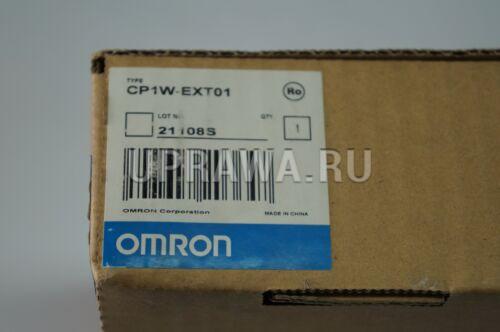 TYPE
CP1W-EXT01
Ro
LOT No.
QTY
21108S
1
UPRAWA.RU
OMRON Corporation
MADE IN CHINA
OMRON